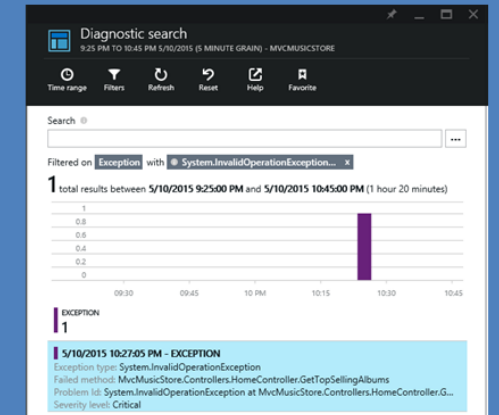 Diagnostic search
9:25 PM TO 10:45 PM 5/10/2015 (5 MINUTE GRAIN) - MVCMUSICSTORE
Time range Filters Refresh Reset Help Favorite
Search
...
Filtered on Exception with System.InvalidOperationException... x
1 total results between 5/10/2015 9:25:00 PM and 5/10/2015 10:45:00 PM (1 hour 20 minutes)
1
0.8
0.6
0.4
0.2
0
09:30 09:45 10 PM 10:15 10:30 10:45
EXCEPTION
1
5/10/2015 10:27:05 PM - EXCEPTION
Exception type: System.InvalidOperationException
Failed method: MvcMusicStore.Controllers.HomeController.GetTopSellingAlbums
Problem Id: System.InvalidOperationException at MvcMusicStore.Controllers.HomeController.G...
Severity level: Critical